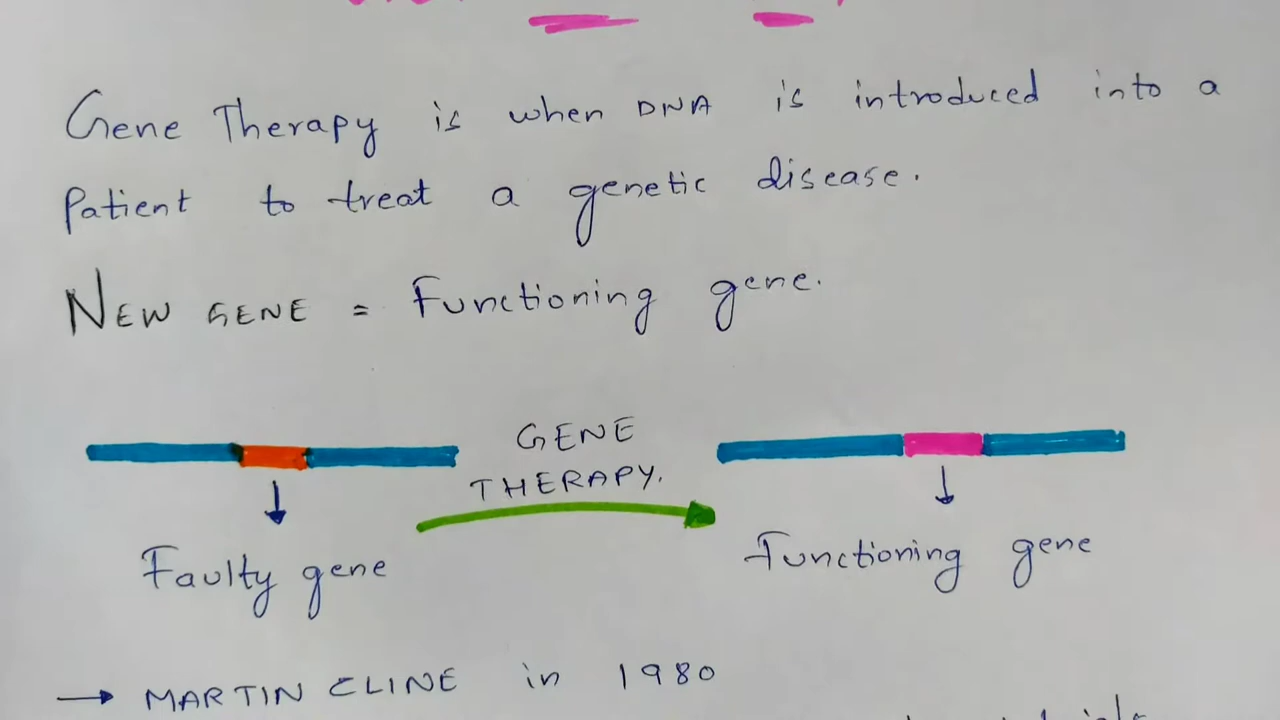 Gene Therapy is when DNA is introduced into a
Patient to treat a genetic disease.
NEW GENE = Functioning gene.
GENE
THERAPY.
Faulty gene
Functioning gene
→ MARTIN CLINE in 1980